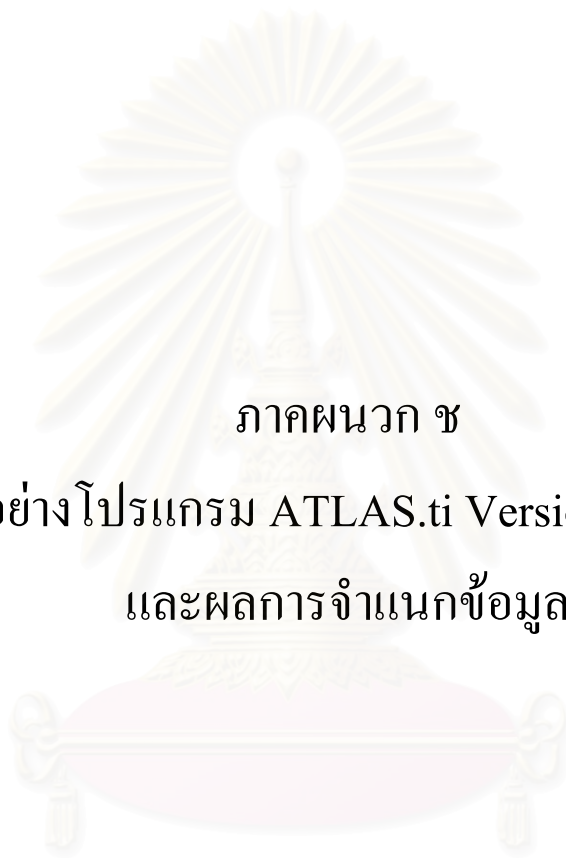 ภาคผนวก ช
อย่างโปรแกรม ATLAS.ti Versi
และผลการจำแนกข้อมูล